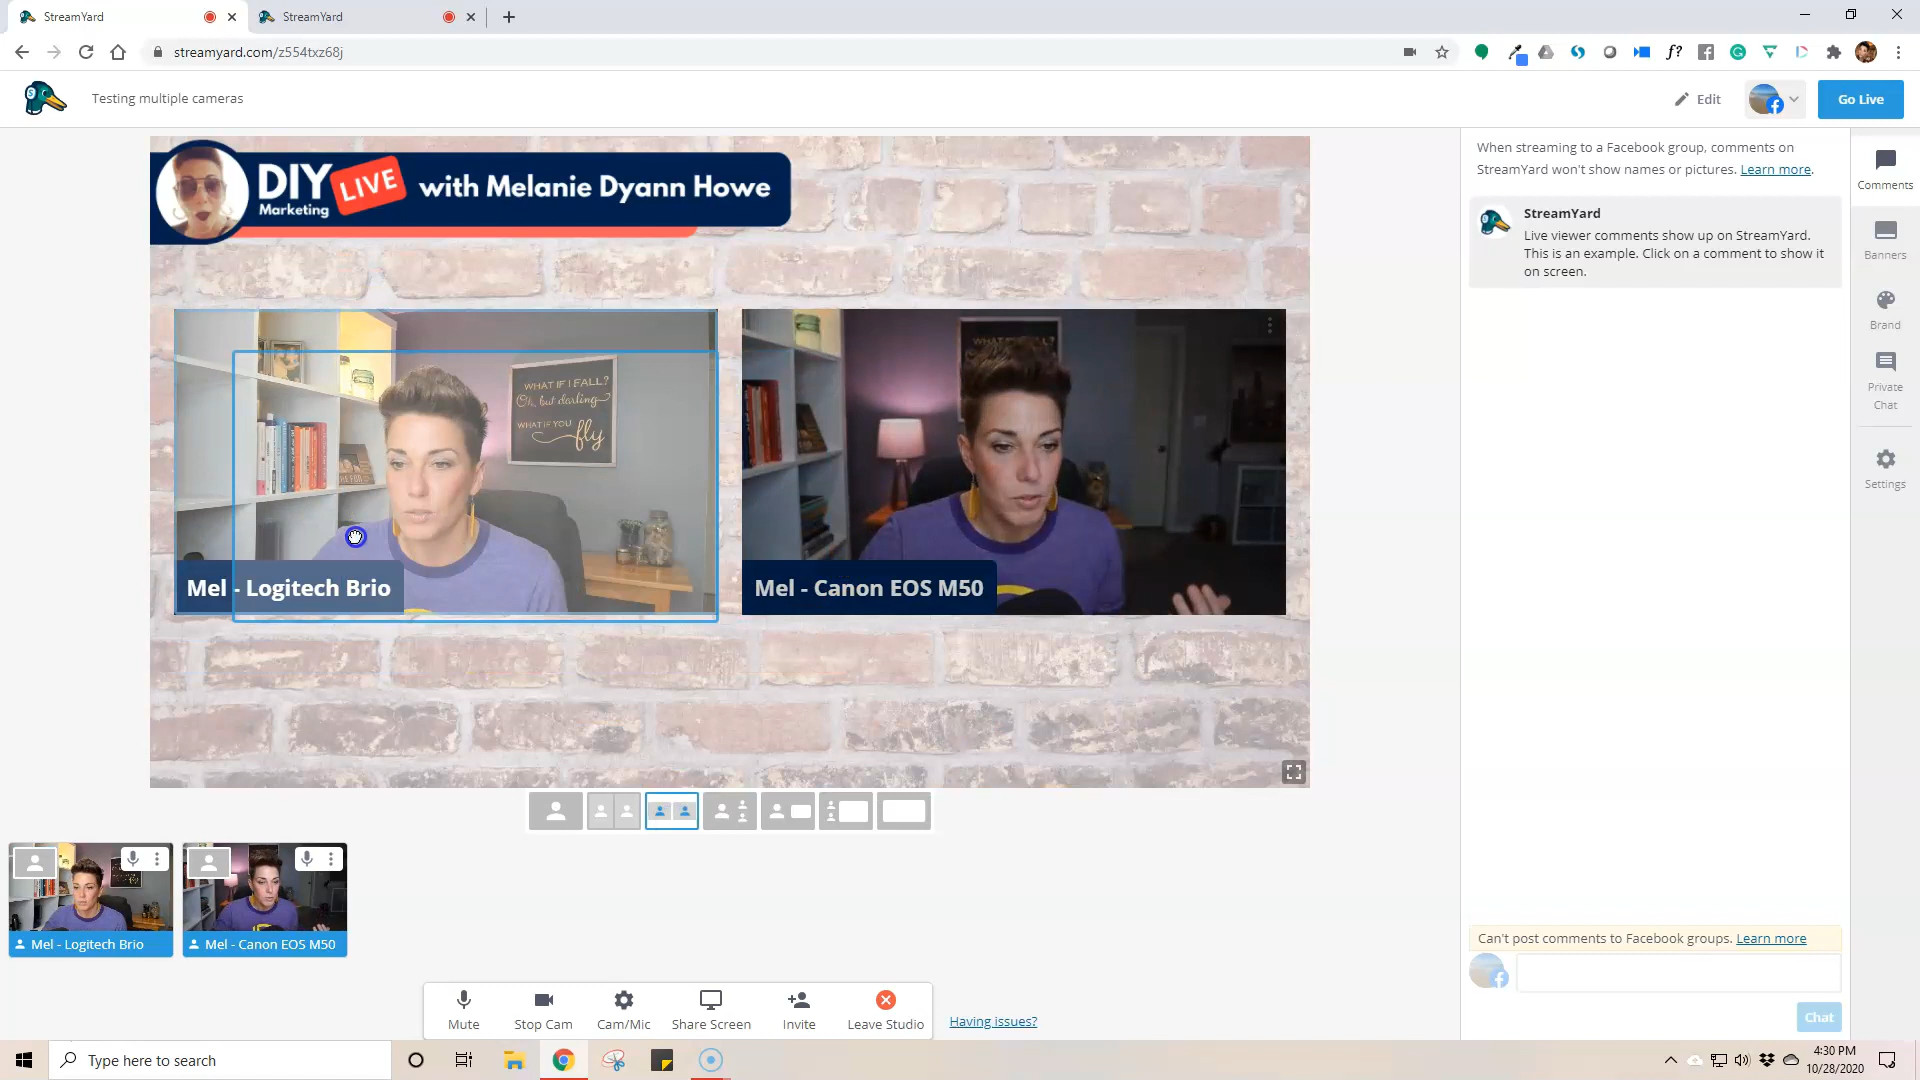 StreamYard
StreamYard
streamyard.com/z554txz68j
f?
Testing multiple cameras
Edit
Go Live
DIY
Marketing
LIVE
with Melanie Dyann Howe
WHAT IF I FALL?
Oh, but darling
WHAT IF YOU
fly
Mel - Logitech Brio
Mel - Canon EOS M50
When streaming to a Facebook group, comments on
StreamYard won't show names or pictures. Learn more.
StreamYard
Live viewer comments show up on StreamYard.
This is an example. Click on a comment to show it
on screen.
Comments
Banners
Brand
Private
Chat
Settings
Mel - Logitech Brio
Mel - Canon EOS M50
Can't post comments to Facebook groups. Learn more
Chat
Mute
Stop Cam
Cam/Mic
Share Screen
Invite
Leave Studio
Having issues?
Type here to search
4:30 PM
10/28/2020